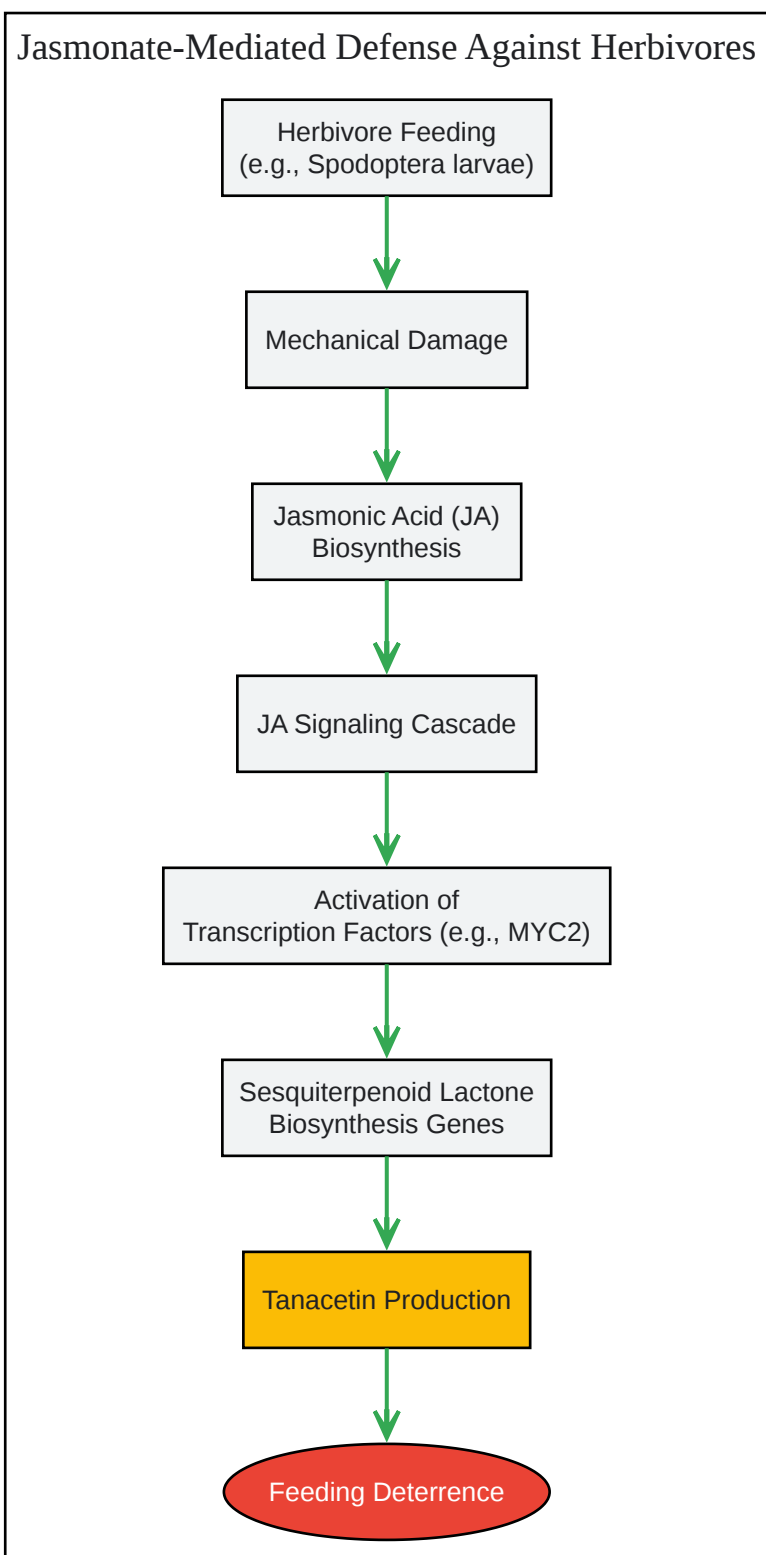 Jasmonate-Mediated Defense Against Herbivores
Herbivore Feeding
(e.g., Spodoptera larvae)
Mechanical Damage
Jasmonic Acid (JA)
Biosynthesis
JA Signaling Cascade
Activation of
Transcription Factors (e.g., MYC2)
Sesquiterpenoid Lactone
Biosynthesis Genes
Tanacetin Production
Feeding Deterrence